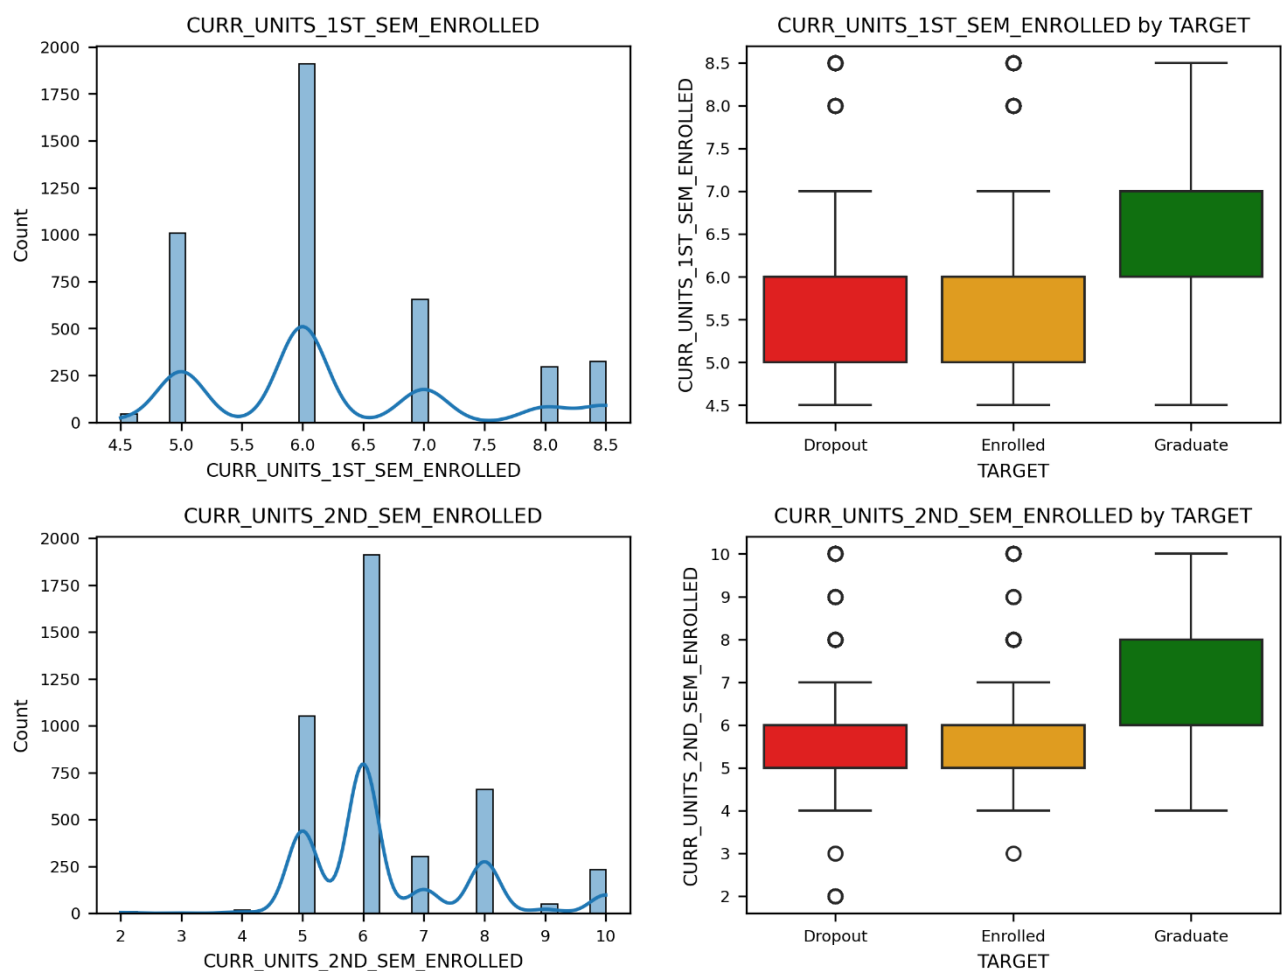 CURR_UNITS_1ST_SEM_ENROLLED
2000
1750
1500
1250
1000
750
500
250
0
Count
4.5 5.0 5.5 6.0 6.5 7.0 7.5 8.0 8.5
CURR_UNITS_1ST_SEM_ENROLLED
CURR_UNITS_1ST_SEM_ENROLLED by TARGET
8.5
8.0
7.5
7.0
6.5
6.0
5.5
5.0
4.5
CURR_UNITS_1ST_SEM_ENROLLED
Dropout Enrolled Graduate
TARGET
CURR_UNITS_2ND_SEM_ENROLLED
2000
1750
1500
1250
1000
750
500
250
0
Count
2 3 4 5 6 7 8 9 10
CURR_UNITS_2ND_SEM_ENROLLED
CURR_UNITS_2ND_SEM_ENROLLED by TARGET
10
9
8
7
6
5
4
3
2
CURR_UNITS_2ND_SEM_ENROLLED
Dropout Enrolled Graduate
TARGET